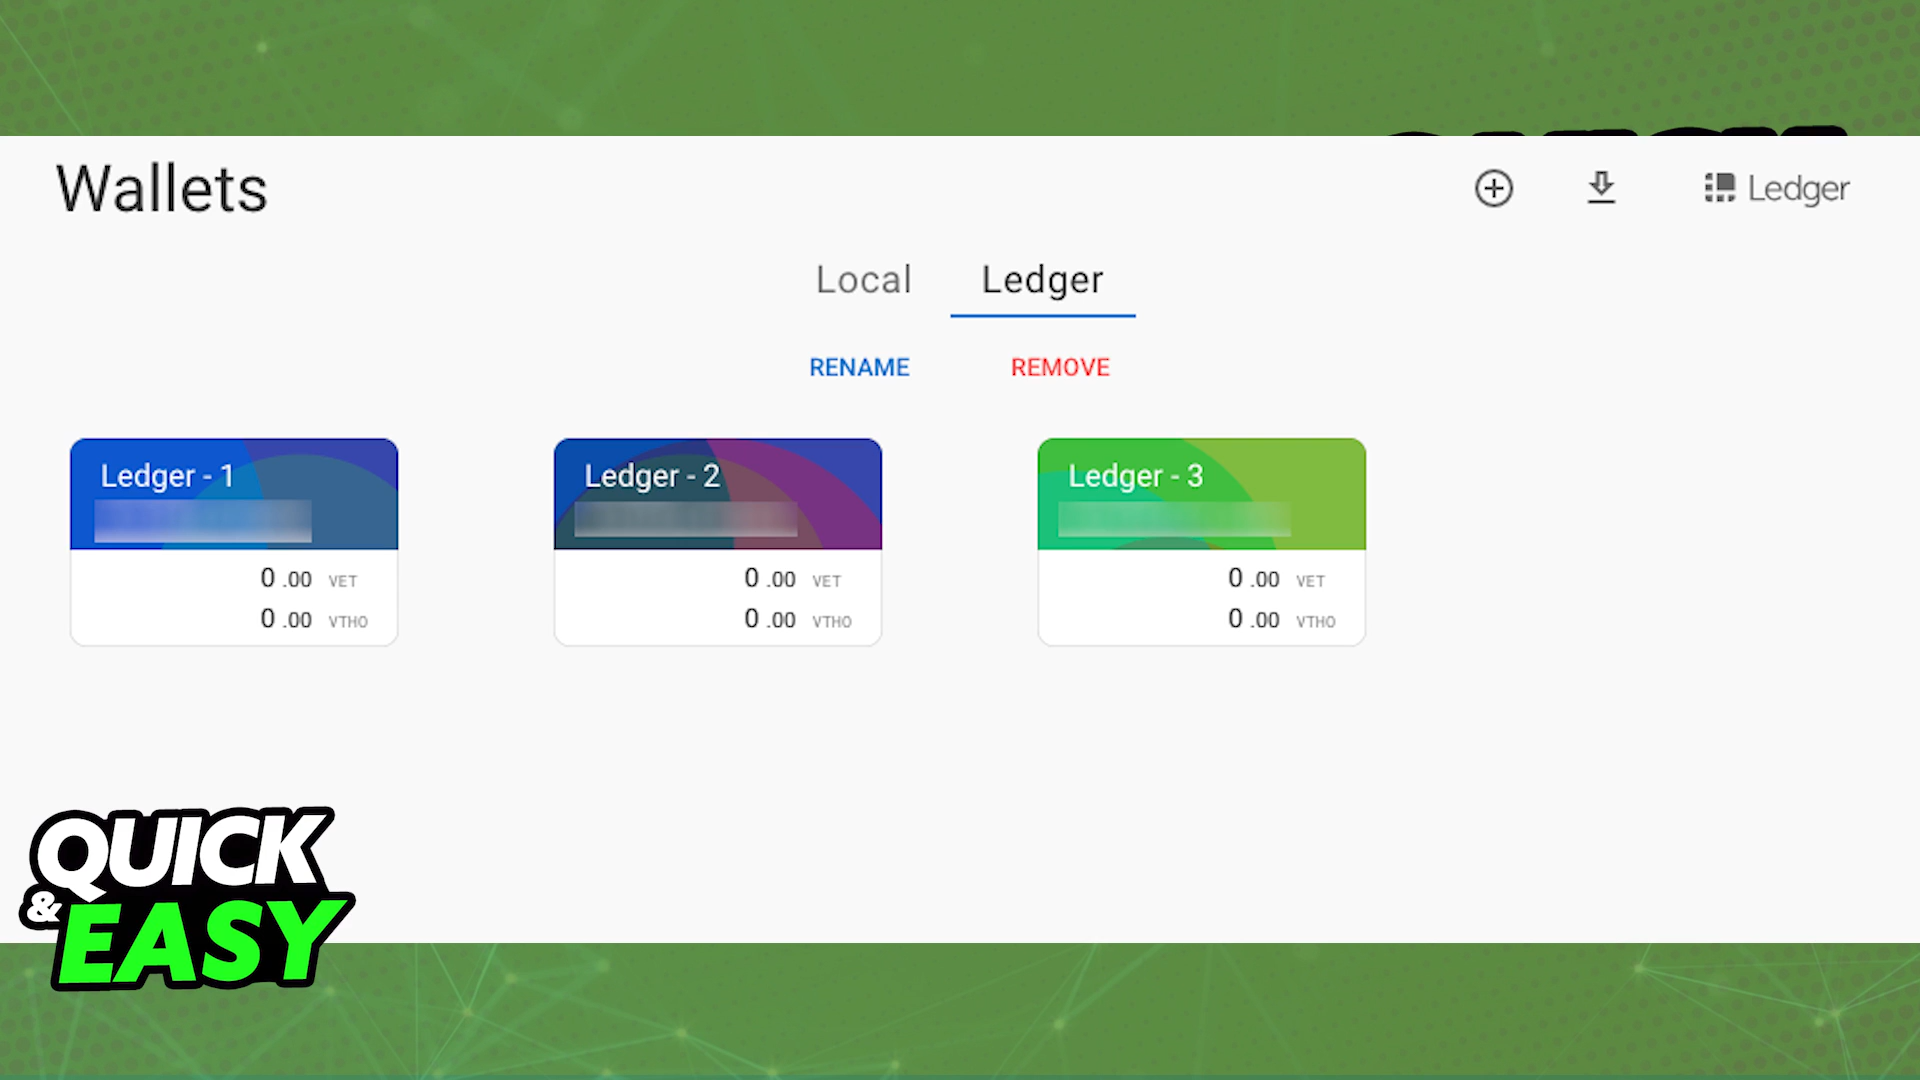 Wallets
Ledger
Local
Ledger
RENAME
REMOVE
Ledger - 1
0 .00 VET
0 .00 VTHO
Ledger - 2
0 .00 VET
0 .00 VTHO
Ledger - 3
0 .00 VET
0 .00 VTHO
QUICK
& EASY